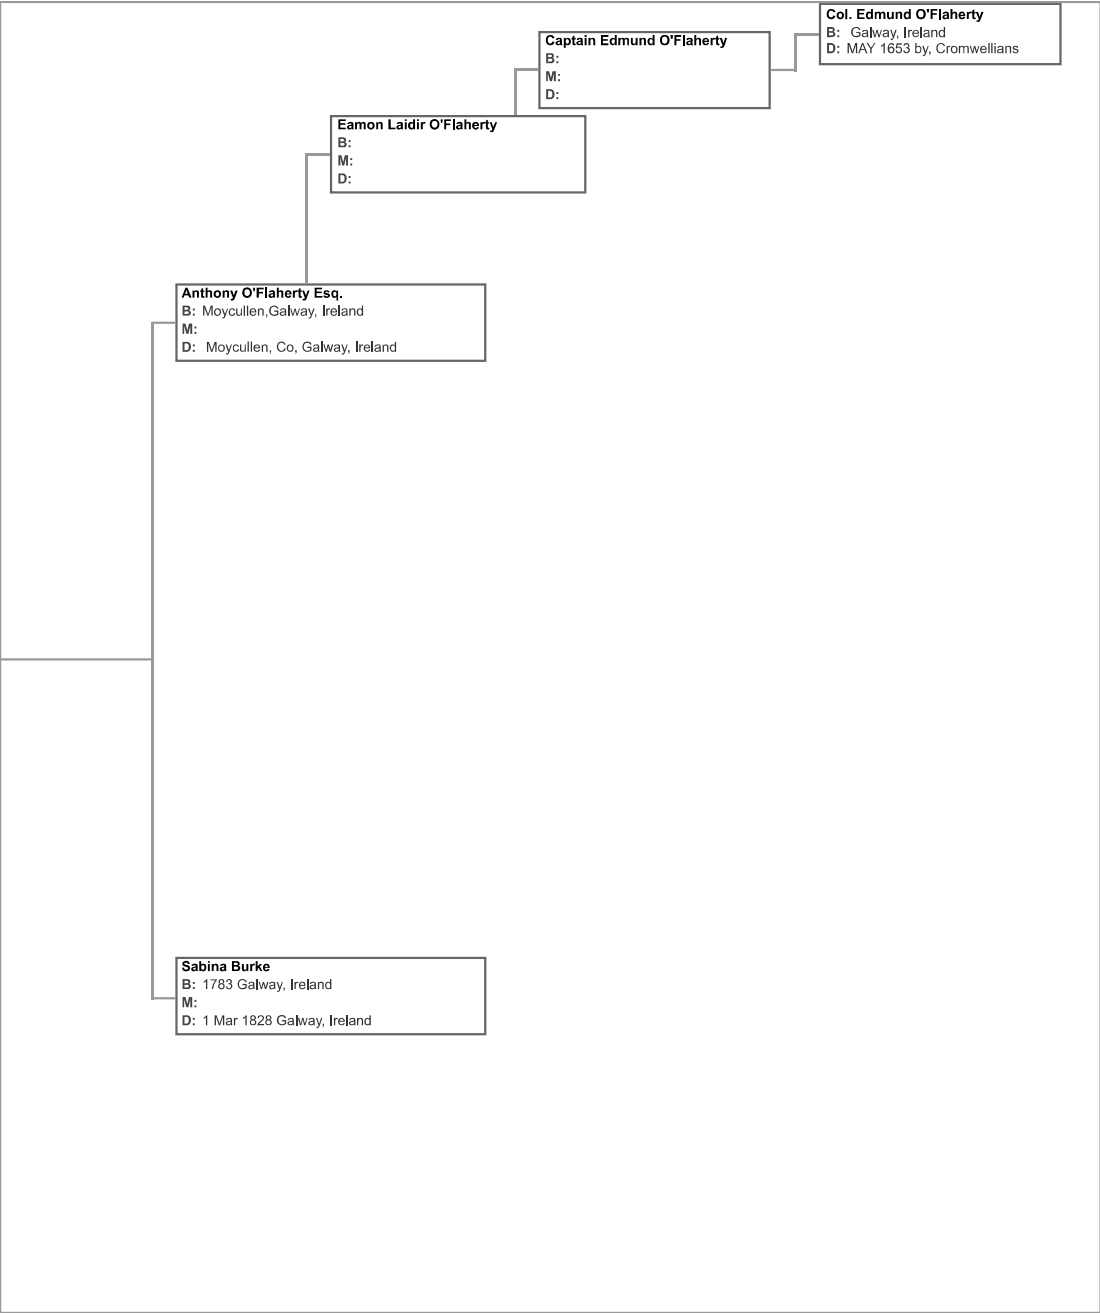 Col. Edmund O'Flaherty
B: Galway, Ireland
D: MAY 1653 by, Cromwellians
Captain Edmund O'Flaherty
B:
M:
D:
Eamon Laidir O'Flaherty
B:
M:
D:
Anthony O'Flaherty Esq.
B: Moycullen,Galway, Ireland
M:
D: Moycullen, Co, Galway, Ireland
Sabina Burke
B: 1783 Galway, Ireland
M:
D: 1 Mar 1828 Galway, Ireland